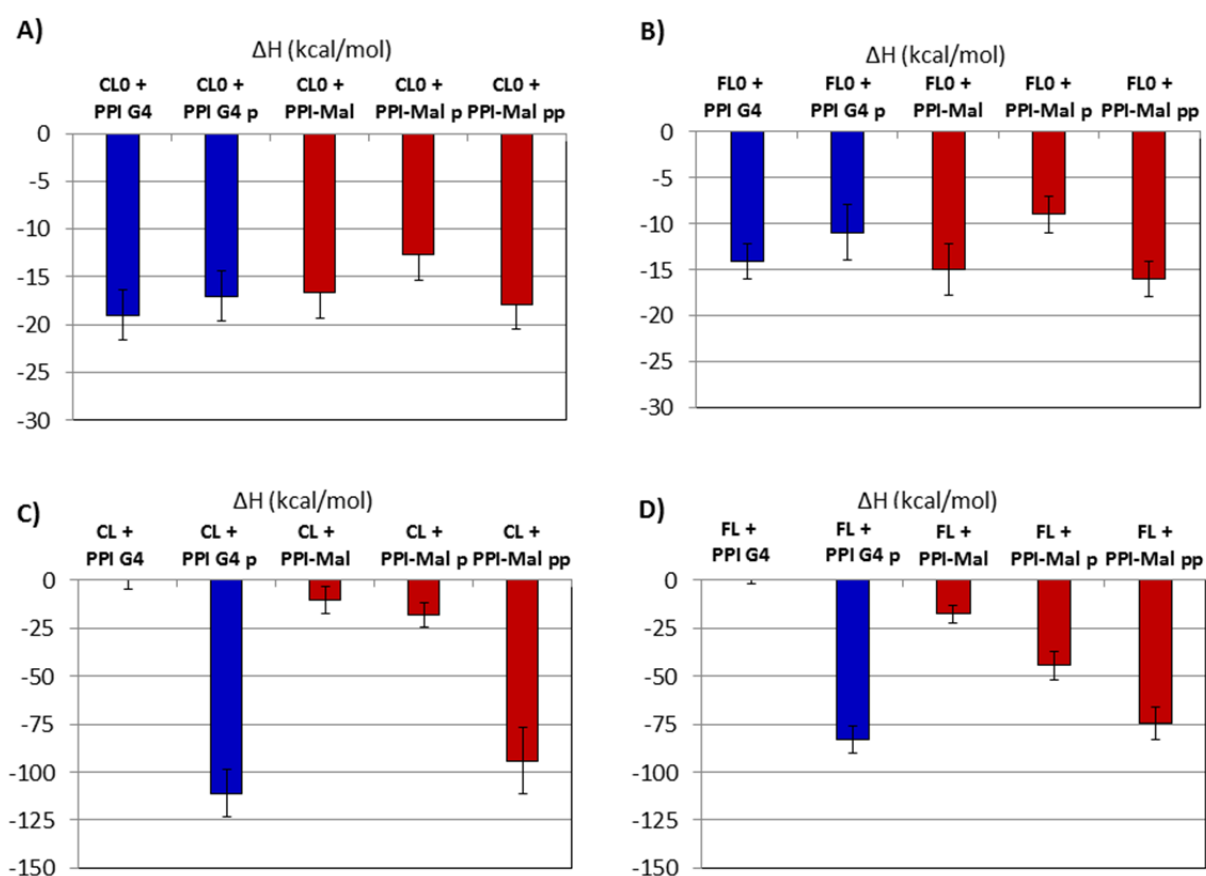 A)
ΔH (kcal/mol)
CL0 + CL0 + CL0 + CL0 + CL0 +
PPI G4 PPI G4 p PPI-Mal PPI-Mal p PPI-Mal pp
0
-5
-10
-15
-20
-25
-30
B)
ΔH (kcal/mol)
FL0 + FL0 + FL0 + FL0 + FL0 +
PPI G4 PPI G4 p PPI-Mal PPI-Mal p PPI-Mal pp
0
-5
-10
-15
-20
-25
-30
C)
ΔH (kcal/mol)
CL + CL + CL + CL + CL +
PPI G4 PPI G4 p PPI-Mal PPI-Mal p PPI-Mal pp
0
-25
-50
-75
-100
-125
-150
D)
ΔH (kcal/mol)
FL + FL + FL + FL + FL +
PPI G4 PPI G4 p PPI-Mal PPI-Mal p PPI-Mal pp
0
-25
-50
-75
-100
-125
-150